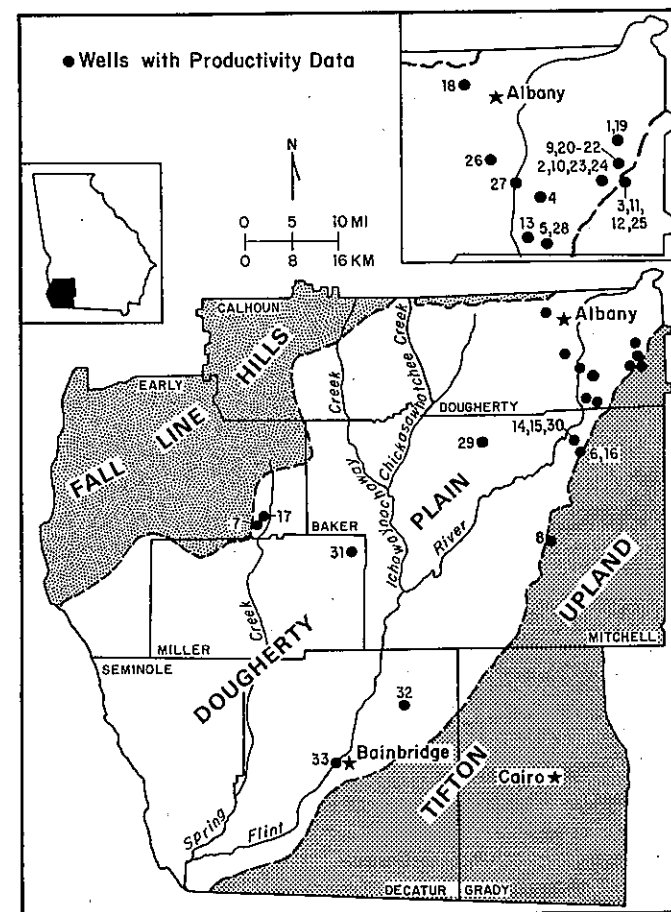 ● Wells with Productivity Data
N
0 5 10 MI
0 8 16 KM
18
Albany
1,19
9,20-22
2,10,23,24
26
27
4
3,11,
12,25
13
5,28
CALHOUN
Albany
Creek
Creek
Chickasawhatchee
HILLS
EARLY
LINE
FALL
DOUGHERTY
14,15,30
29
6,16
Ichawaynochaway
PLAIN
7
17
BAKER
River
31
8
UPLAND
Creek
MILLER
MITCHELL
SEMINOLE
DOUGHERTY
32
33
Bainbridge
TIFTON
Cairo
Spring
Flint
DECATUR
GRADY